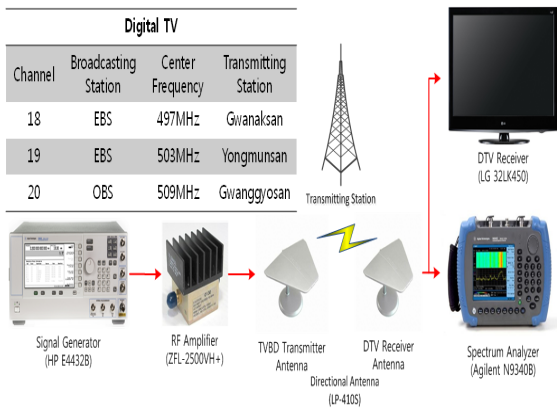 Digital TV
Channel Broadcasting Station Center Frequency Transmitting Station
18 EBS 497MHz Gwanaksan
19 EBS 503MHz Yongmunsan
20 OBS 509MHz Gwanggyosan
Transmitting Station
DTV Receiver
(LG 32LK450)
Signal Generator
(HP E4432B)
RF Amplifier
(ZFL-2500VH+)
TVBD Transmitter
Antenna
DTV Receiver
Antenna
Directional Antenna
(LP-410S)
Spectrum Analyzer
(Agilent N9340B)